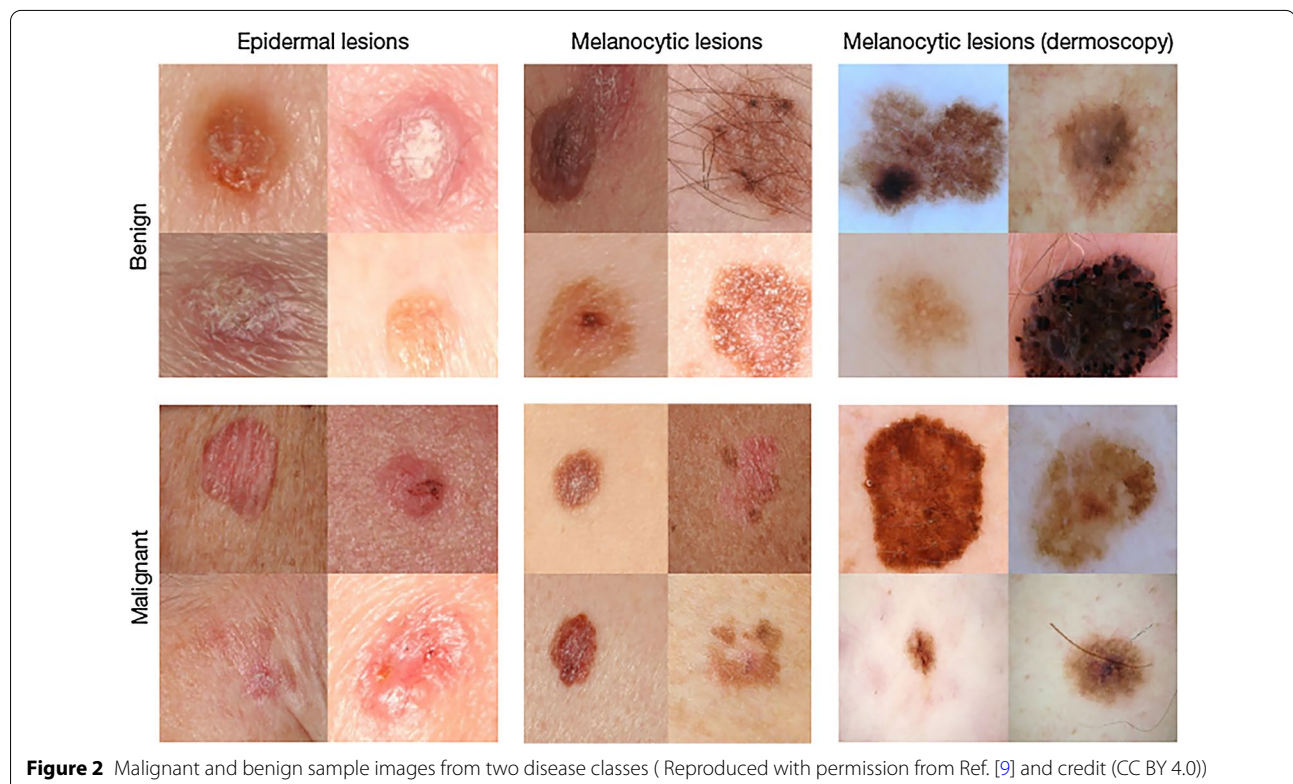 Epidermal lesions
Melanocytic lesions
Melanocytic lesions (dermoscopy)
Benign
Malignant
Figure 2 Malignant and benign sample images from two disease classes ( Reproduced with permission from Ref. [9] and credit (CC BY 4.0))